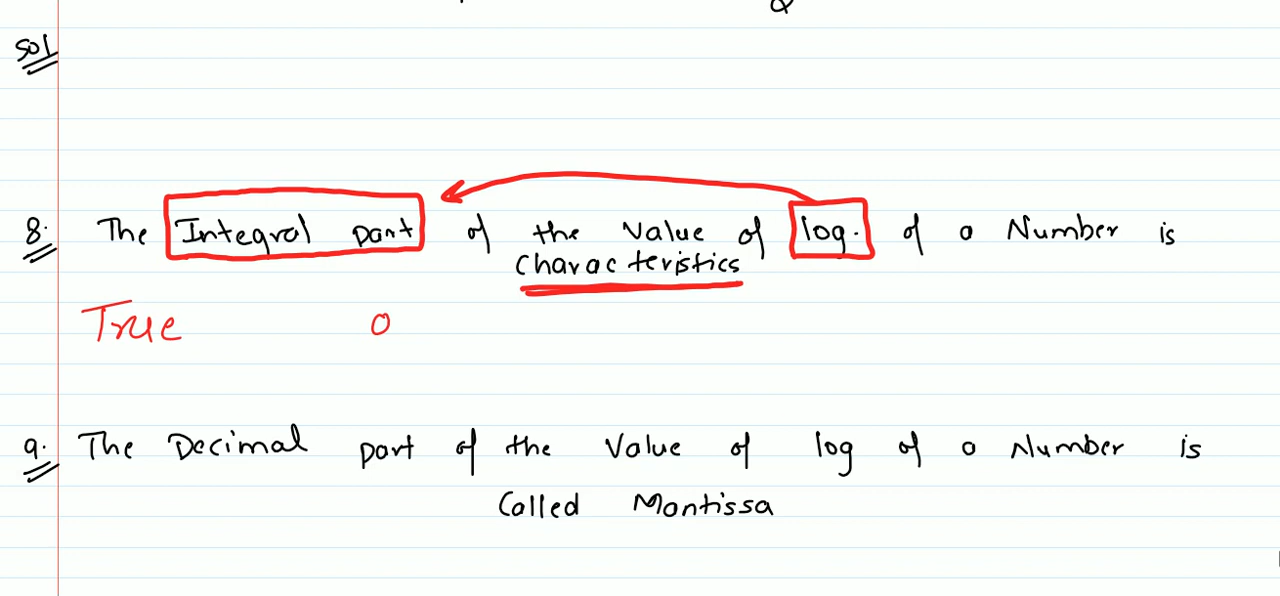 Sol
8. The Integral part of the Value of log. of a Number is
Characteristics
True 0
9. The Decimal part of the Value of log of a Number is
Called Mantissa